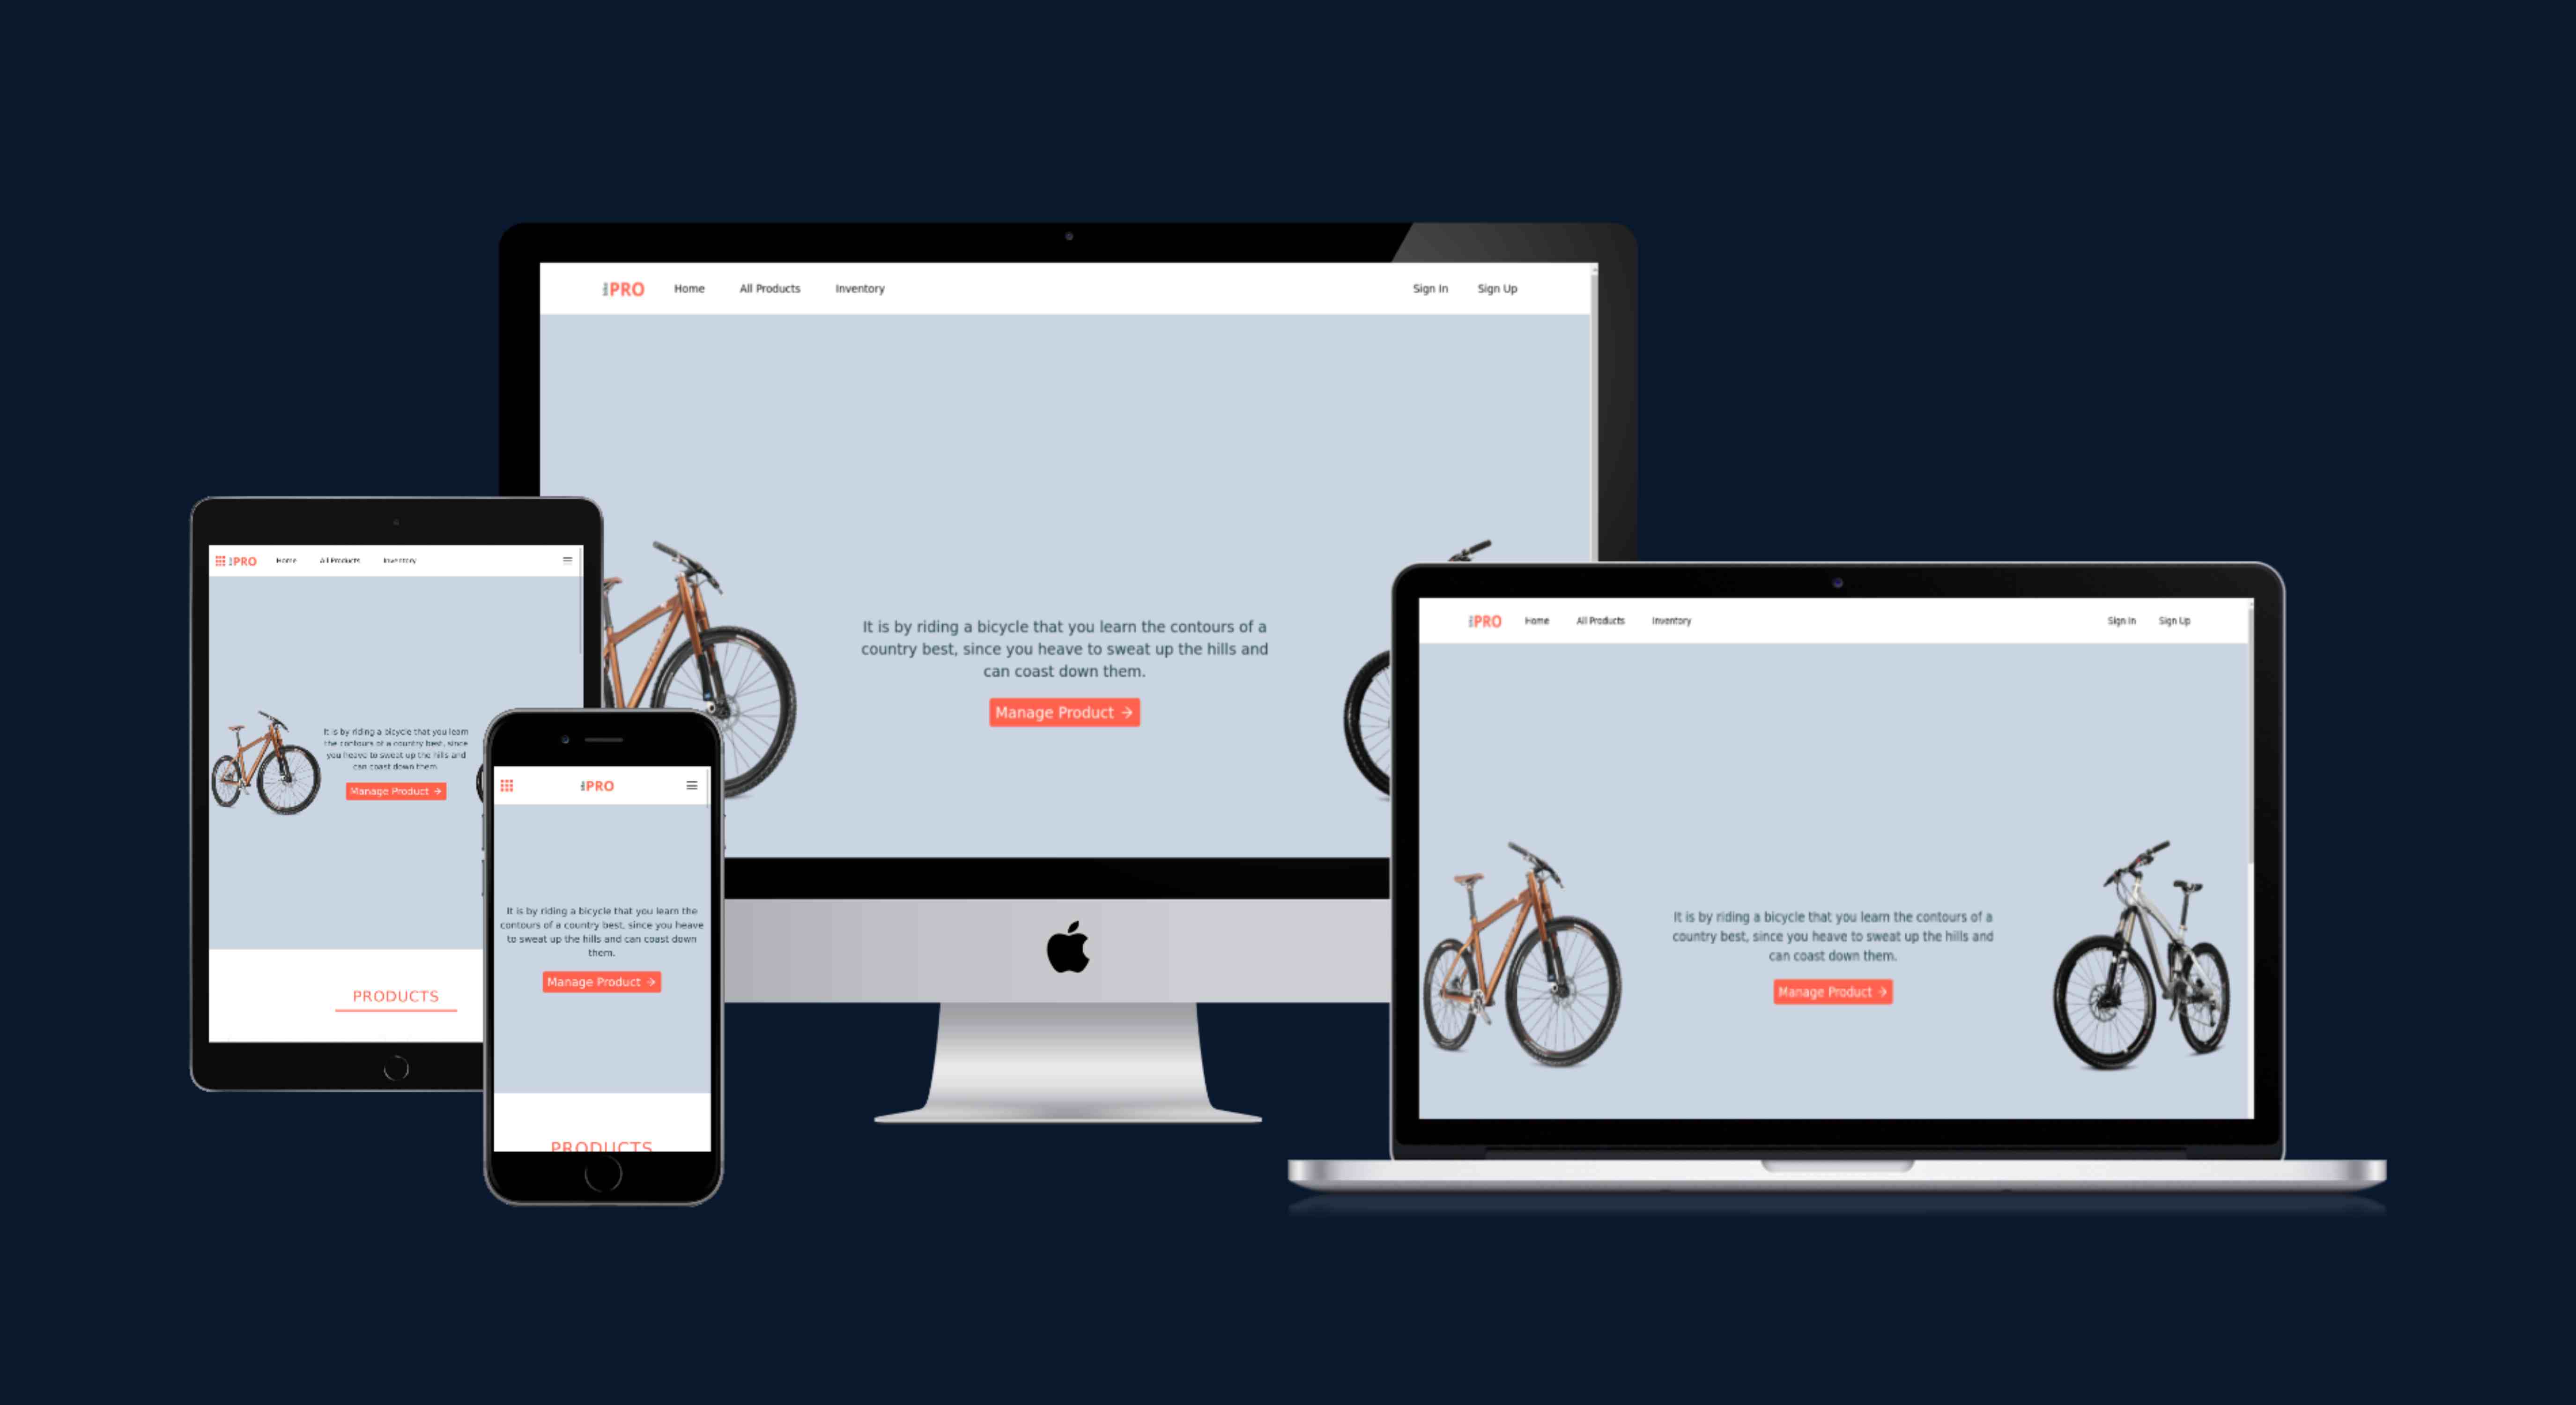 PRO Home All Products Inventory Sign In Sign Up
It is by riding a bicycle that you learn the contours of a
country best, since you heave to sweat up the hills and
can coast down them.
Manage Product →
PRO Home All Products Inventory
It is by riding a bicycle that you learn
the contours of a country best, since
you heave to sweat up the hills and
can coast down them.
Manage Product →
PRODUCTS
PRO
It is by riding a bicycle that you learn the
contours of a country best, since you heave
to sweat up the hills and can coast down
them.
Manage Product →
PRODUCTS
PRO Home All Products Inventory Sign In Sign Up
It is by riding a bicycle that you learn the contours of a
country best, since you heave to sweat up the hills and
can coast down them.
Manage Product →